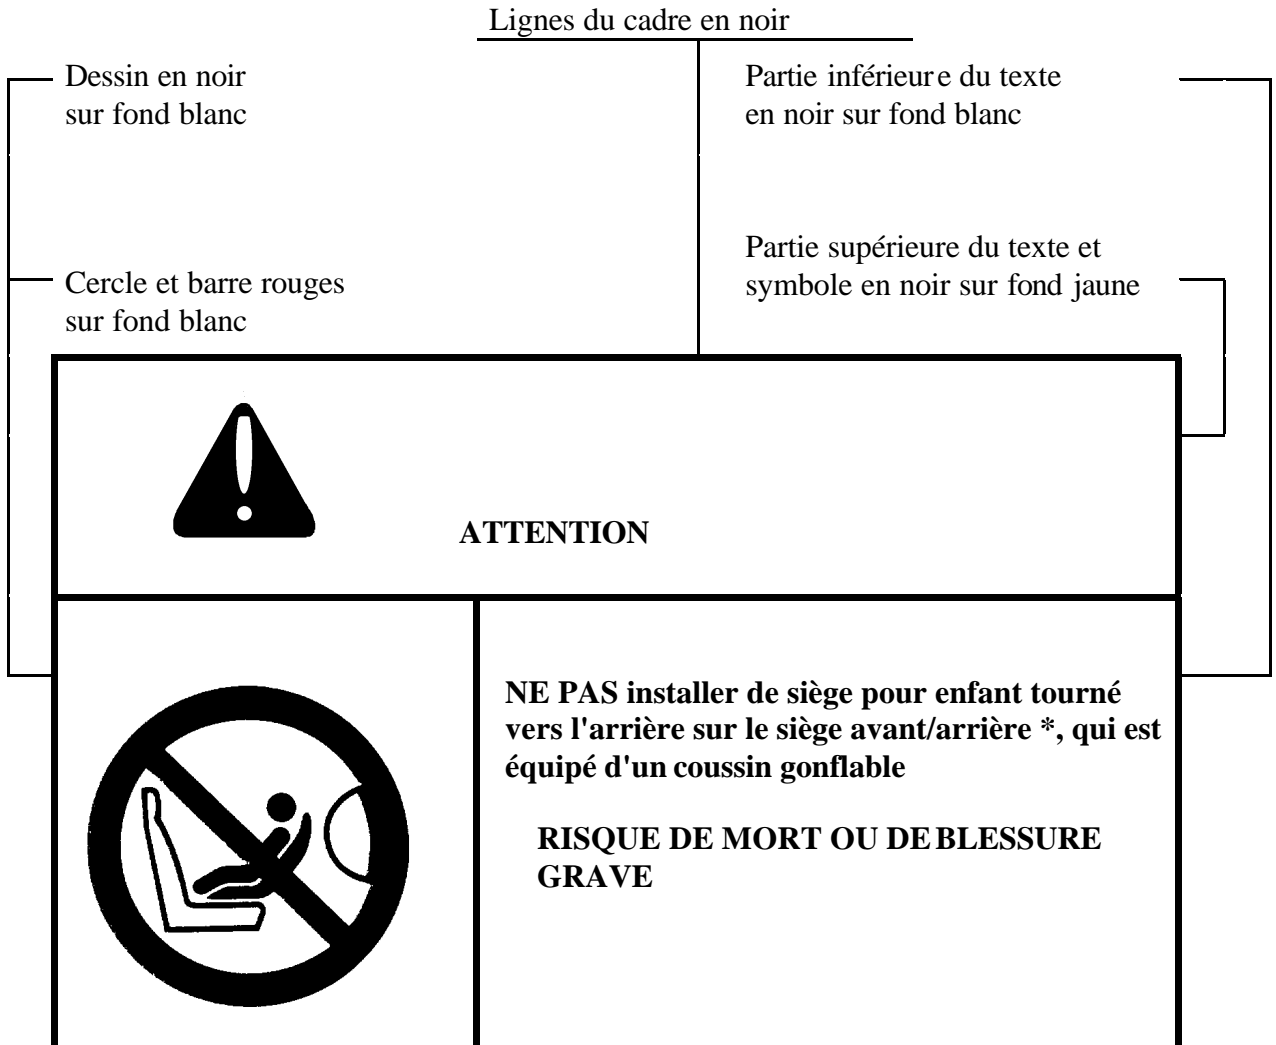 Lignes du cadre en noir
Dessin en noir
sur fond blanc
Partie inférieure du texte
en noir sur fond blanc
Cercle et barre rouges
sur fond blanc
Partie supérieure du texte et
symbole en noir sur fond jaune
ATTENTION
NE PAS installer de siège pour enfant tourné
vers l'arrière sur le siège avant/arrière *, qui est
équipé d'un coussin gonflable
RISQUE DE MORT OU DE BLESSURE
GRAVE